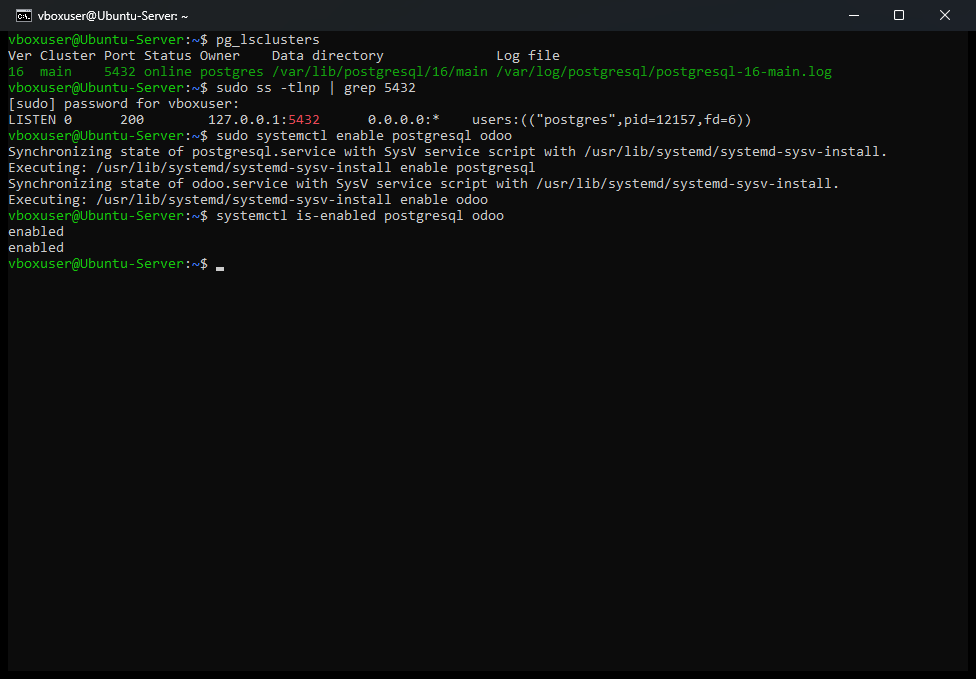 vboxuser@Ubuntu-Server: ~
vboxuser@Ubuntu-Server:~$ pg_lsclusters
Ver Cluster Port Status Owner    Data directory              Log file
16  main    5432 online postgres /var/lib/postgresql/16/main /var/log/postgresql/postgresql-16-main.log
vboxuser@Ubuntu-Server:~$ sudo ss -tlnp | grep 5432
[sudo] password for vboxuser:
LISTEN 0      200        127.0.0.1:5432      0.0.0.0:*    users:(("postgres",pid=12157,fd=6))
vboxuser@Ubuntu-Server:~$ sudo systemctl enable postgresql odoo
Synchronizing state of postgresql.service with SysV service script with /usr/lib/systemd/systemd-sysv-install.
Executing: /usr/lib/systemd/systemd-sysv-install enable postgresql
Synchronizing state of odoo.service with SysV service script with /usr/lib/systemd/systemd-sysv-install.
Executing: /usr/lib/systemd/systemd-sysv-install enable odoo
vboxuser@Ubuntu-Server:~$ systemctl is-enabled postgresql odoo
enabled
enabled
vboxuser@Ubuntu-Server:~$